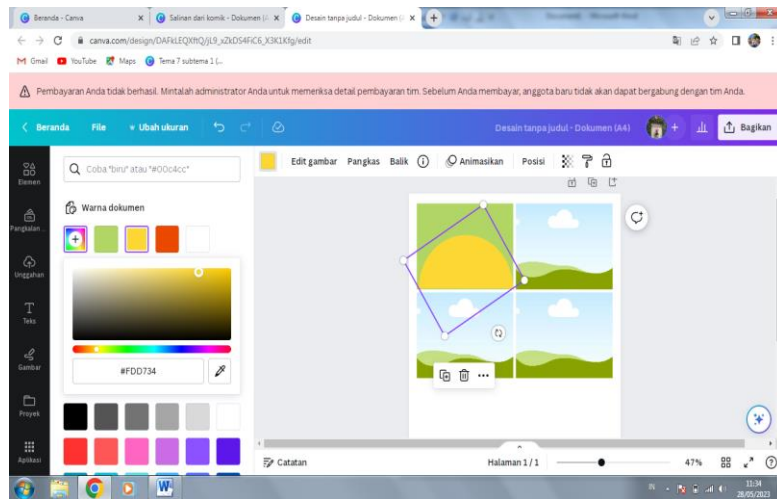 Beranda - Canva
Salinan dari komik - Dokumen (
Desain tanpa judul - Dokumen (
canva.com/design/DAFkLEQXftQ/jL9_xZkDS4FiC6_X3K1Kfg/edit
Gmail
YouTube
Maps
Tema 7 subtema 1 (...
Pembayaran Anda tidak berhasil. Mintalah administrator Anda untuk memeriksa detail pembayaran tim. Sebelum Anda membayar, anggota baru tidak akan dapat bergabung dengan tim Anda.
Beranda
File
Ubah ukuran
Desain tanpa judul - Dokumen (A4)
Bagikan
Elemen
Pangkalan...
Unggahan
Teks
Gambar
Proyek
Aplikasi
Coba "biru" atau "#00c4cc"
Warna dokumen
#FDD734
Edit gambar
Pangkas
Balik
Animasikan
Posisi
Catatan
Halaman 1 / 1
47%
11:34
26/05/2023